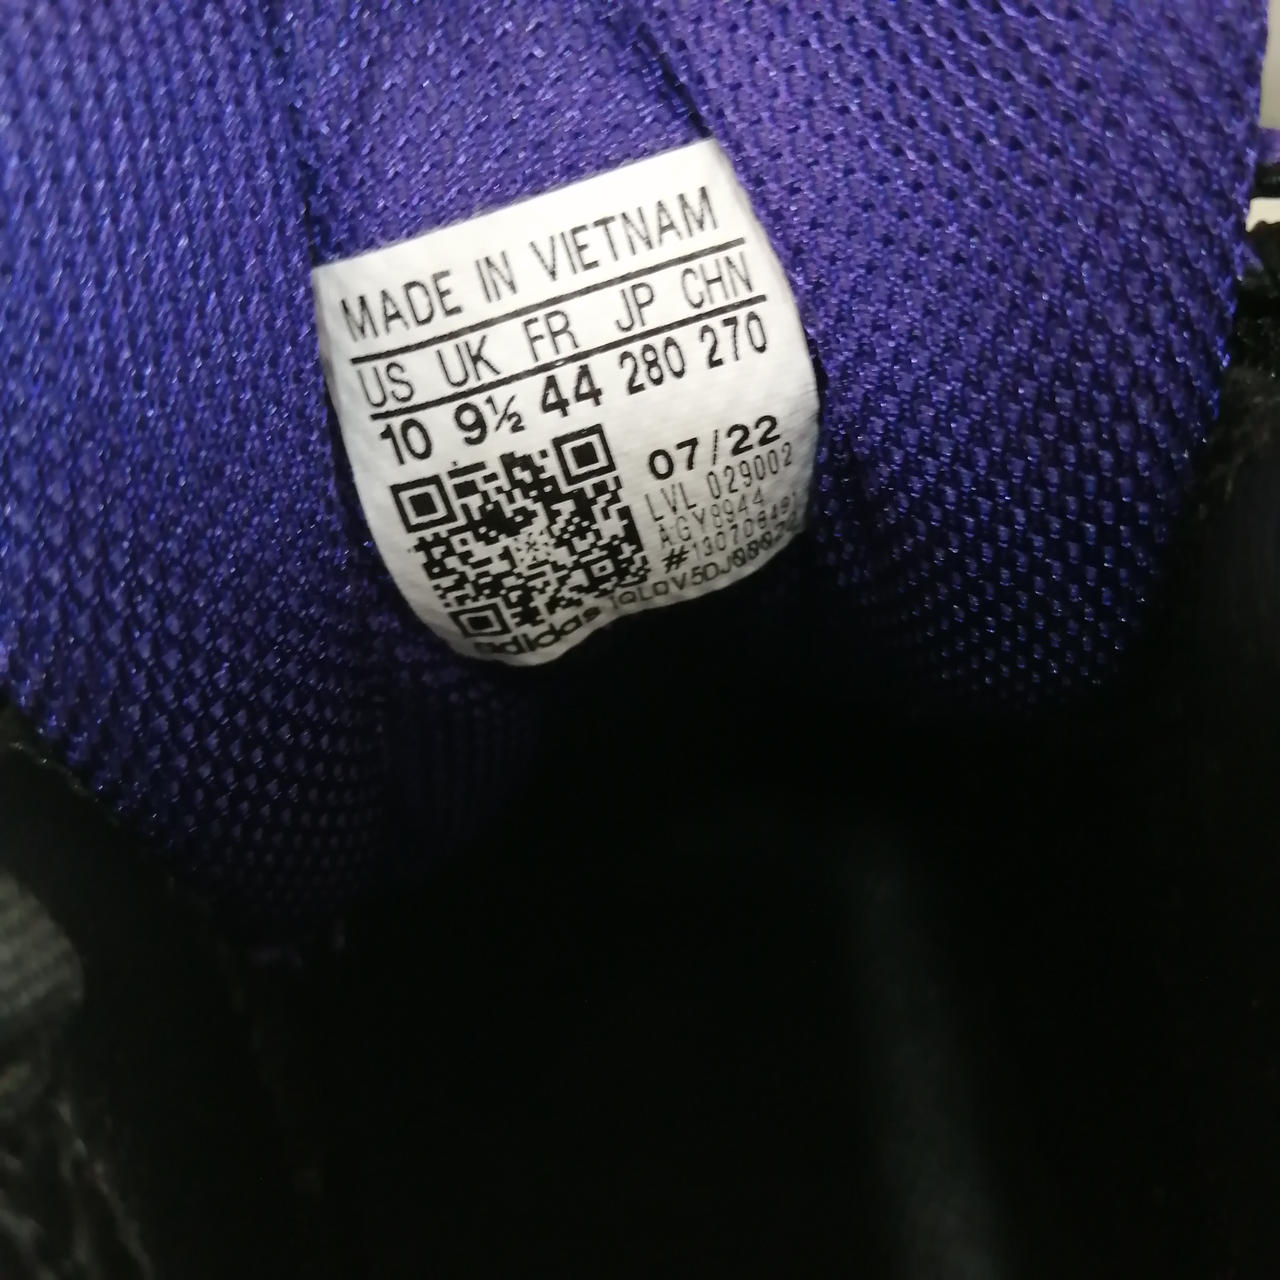 MADE IN VIETNAM
US UK FR JP CHN
10 9½ 44 280 270
07/22
LVL 029002
AGY8944
adidas